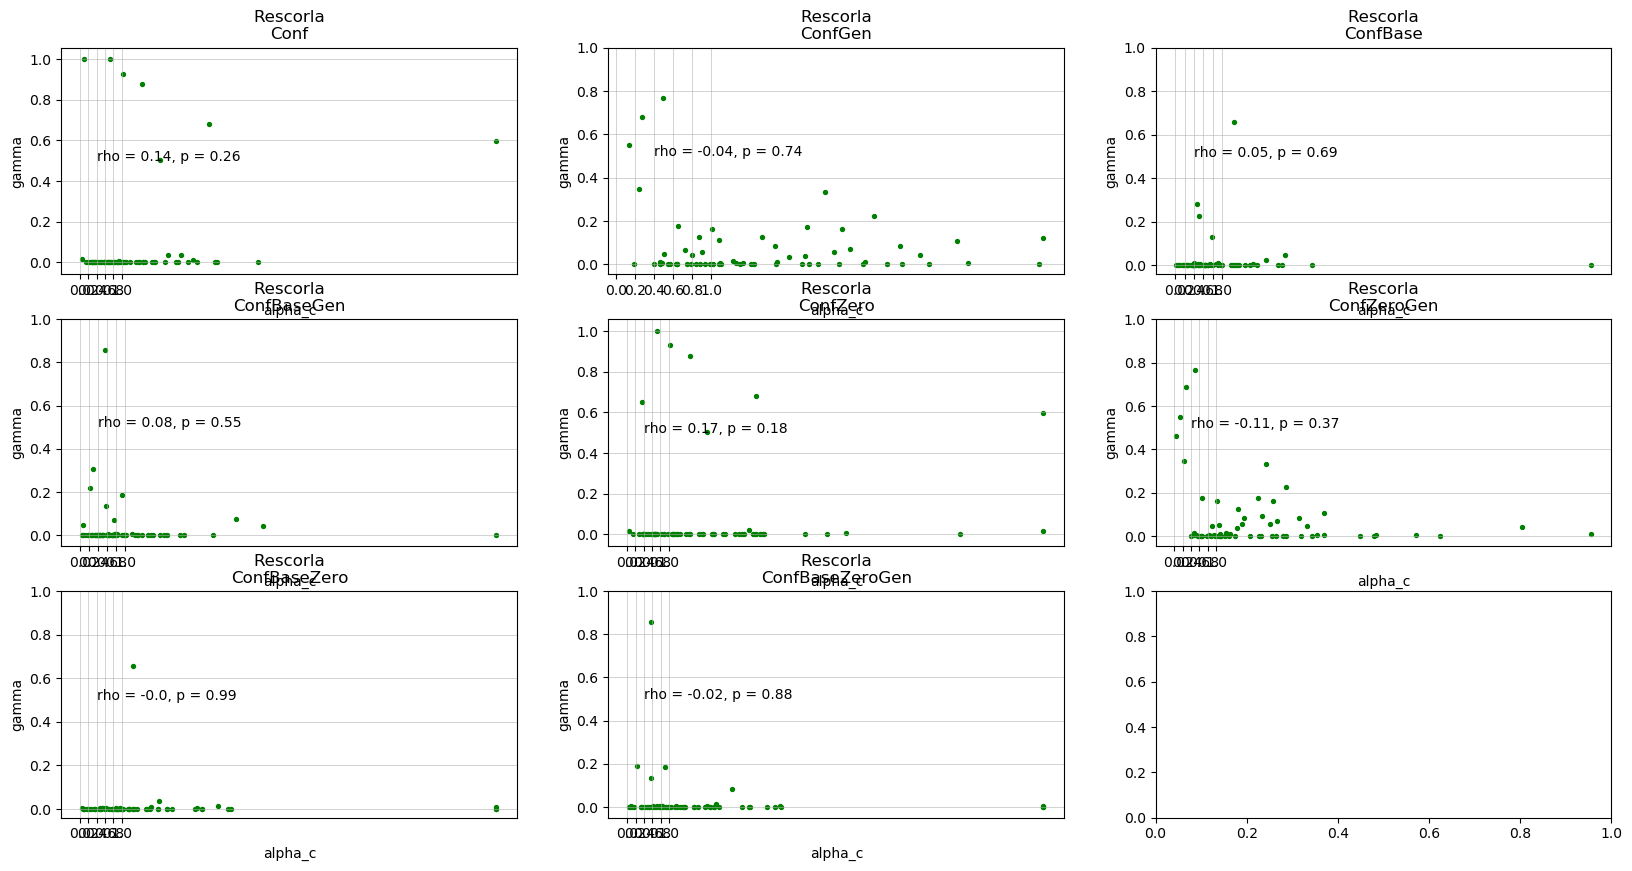 Rescorla
Conf
1.0
0.8
0.6
0.4
0.2
0.0
gamma
rho = 0.14, p = 0.26
alpha_c
Rescorla
ConfGen
1.0
0.8
0.6
0.4
0.2
0.0
gamma
rho = -0.04, p = 0.74
0.0 0.2 0.4 0.6 0.8 1.0
alpha_c
Rescorla
ConfBase
1.0
0.8
0.6
0.4
0.2
0.0
gamma
rho = 0.05, p = 0.69
alpha_c
Rescorla
ConfBaseGen
1.0
0.8
0.6
0.4
0.2
0.0
gamma
rho = 0.08, p = 0.55
alpha_c
Rescorla
ConfZero
1.0
0.8
0.6
0.4
0.2
0.0
gamma
rho = 0.17, p = 0.18
alpha_c
Rescorla
ConfZeroGen
1.0
0.8
0.6
0.4
0.2
0.0
gamma
rho = -0.11, p = 0.37
alpha_c
Rescorla
ConfBaseZero
1.0
0.8
0.6
0.4
0.2
0.0
gamma
rho = -0.0, p = 0.99
alpha_c
Rescorla
ConfBaseZeroGen
1.0
0.8
0.6
0.4
0.2
0.0
gamma
rho = -0.02, p = 0.88
alpha_c
1.0
0.8
0.6
0.4
0.2
0.0
0.0 0.2 0.4 0.6 0.8 1.0